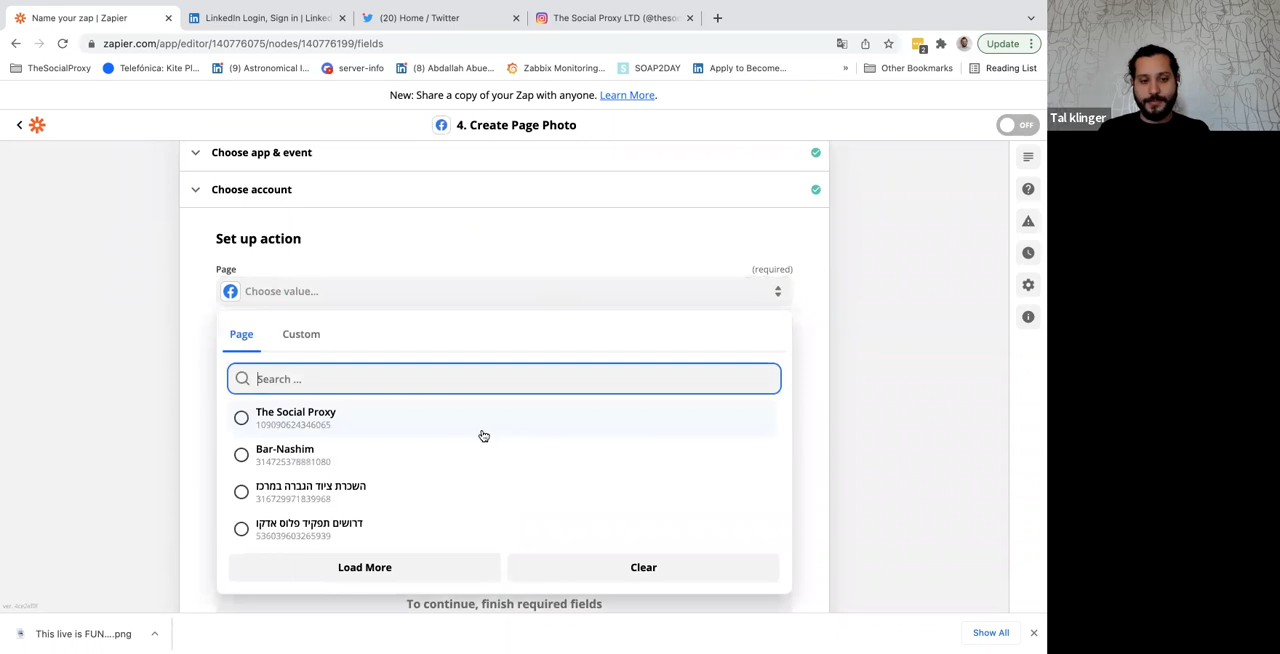 Name your zap | Zapier
LinkedIn Login, Sign in | Linked
(20) Home / Twitter
The Social Proxy LTD (@thesoc
zapier.com/app/editor/140776075/nodes/140776199/fields
2
Update
TheSocialProxy
Telefónica: Kite Pl...
(9) Astronomical I...
server-info
(8) Abdullah Abue...
Zabbix Monitoring...
SOAP2DAY
Apply to Become...
»
Other Bookmarks
Reading List
New: Share a copy of your Zap with anyone. Learn More.
4. Create Page Photo
OFF
Tal klinger
Choose app & event
Choose account
Set up action
Page
(required)
Choose value...
Page
Custom
Search ...
The Social Proxy
109090624346065
Bar-Nashim
314725378881080
השכרת ציוד הגברה במרכז
316729971839968
דרושים תפקיד פלוס אדקו
536039603265939
Load More
Clear
To continue, finish required fields
This live is FUN....png
Show All